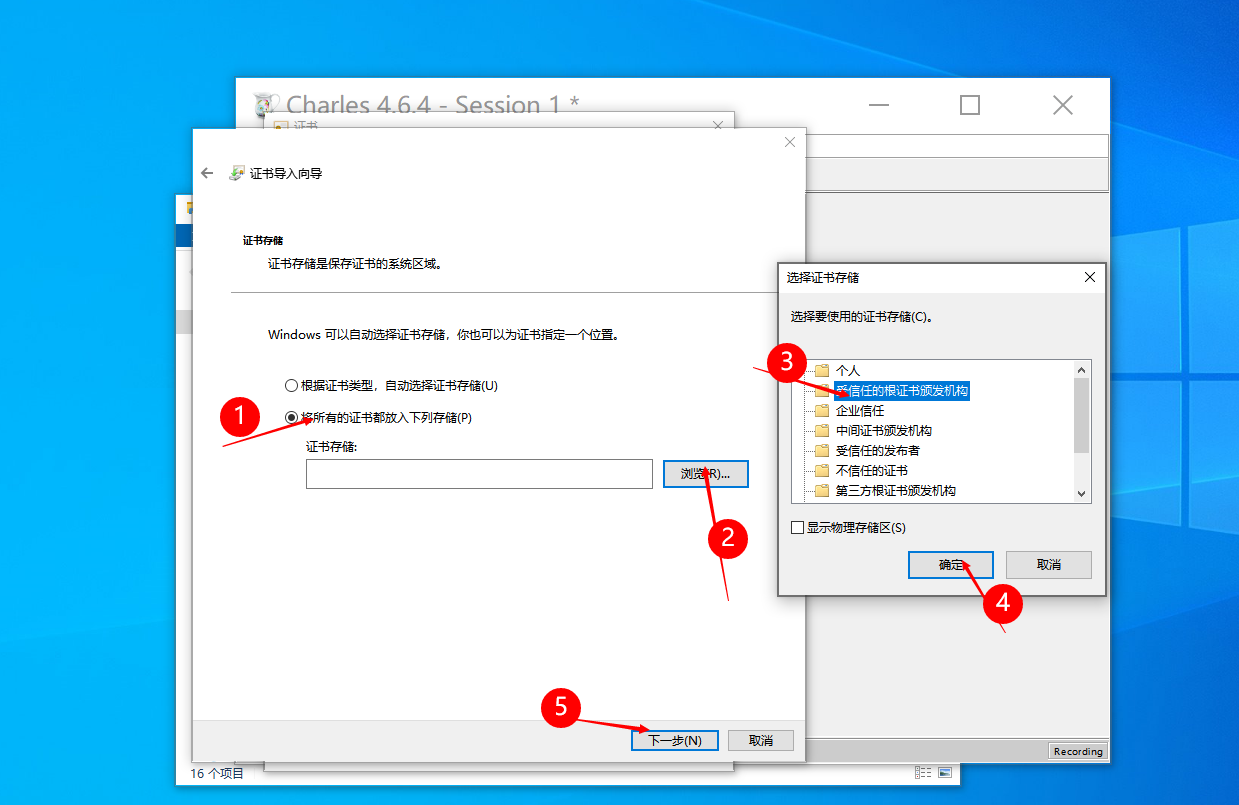 Charles 4.6.4 - Session 1 *
证书
证书导入向导
证书存储
证书存储是保存证书的系统区域。
Windows 可以自动选择证书存储，你也可以为证书指定一个位置。
根据证书类型，自动选择证书存储(U)
1
将所有的证书都放入下列存储(P)
证书存储:
浏览(R)...
2
选择证书存储
选择要使用的证书存储(C)。
3
个人
受信任的根证书颁发机构
企业信任
中间证书颁发机构
受信任的发布者
不信任的证书
第三方根证书颁发机构
显示物理存储区(S)
确定
取消
4
5
下一步(N)
取消
Recording
16 个项目